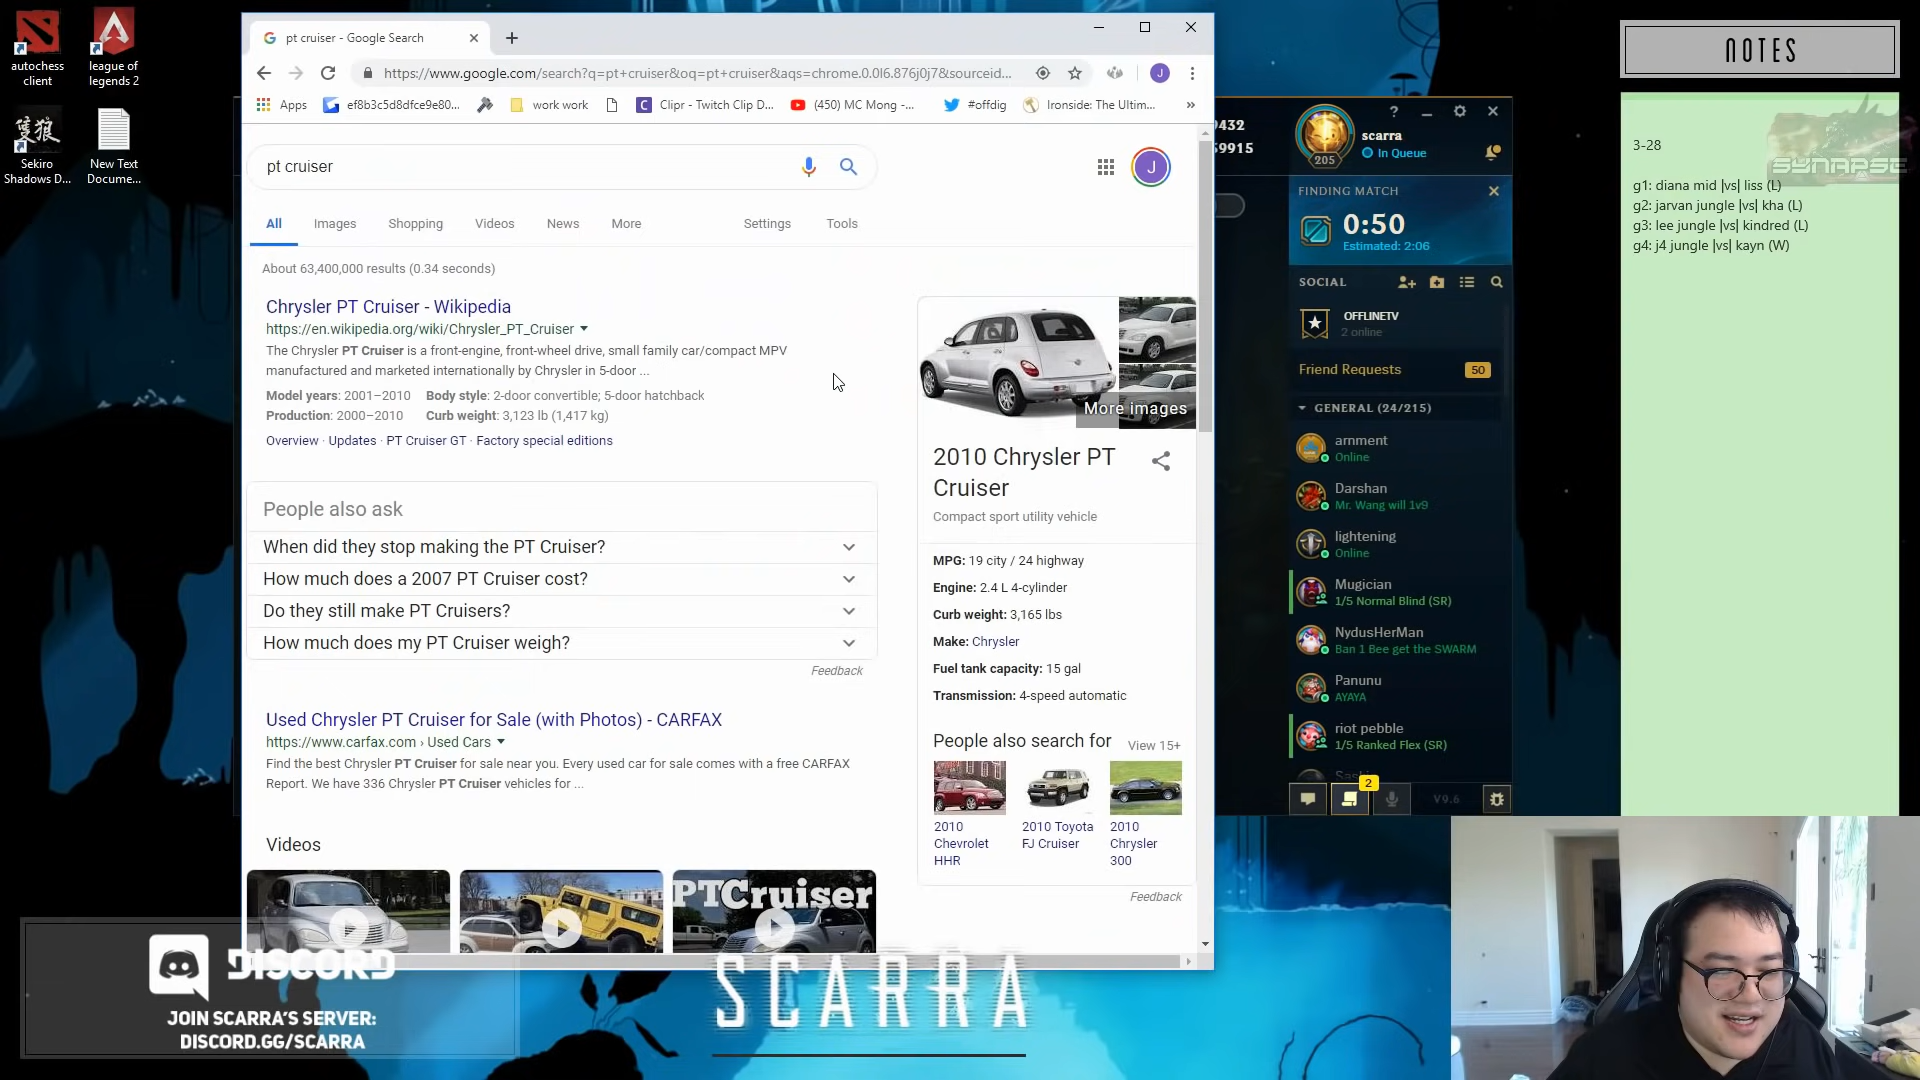 autochess
client
league of
legends 2
Sekiro
Shadows D...
New Text
Docume...
pt cruiser - Google Search
https://www.google.com/search?q=pt+cruiser&oq=pt+cruiser&aqs=chrome.0.0l6.876j0j7&sourceid...
J
Apps
ef8b3c5d8dfce9e80...
work work
Clipr - Twitch Clip D...
(450) MC Mong -...
#offdig
Ironside: The Ultim...
»
pt cruiser
J
All
Images
Shopping
Videos
News
More
Settings
Tools
About 63,400,000 results (0.34 seconds)
Chrysler PT Cruiser - Wikipedia
https://en.wikipedia.org/wiki/Chrysler_PT_Cruiser
The Chrysler PT Cruiser is a front-engine, front-wheel drive, small family car/compact MPV
manufactured and marketed internationally by Chrysler in 5-door ...
Model years: 2001–2010 Body style: 2-door convertible; 5-door hatchback
Production: 2000–2010 Curb weight: 3,123 lb (1,417 kg)
Overview · Updates · PT Cruiser GT · Factory special editions
People also ask
When did they stop making the PT Cruiser?
How much does a 2007 PT Cruiser cost?
Do they still make PT Cruisers?
How much does my PT Cruiser weigh?
Feedback
Used Chrysler PT Cruiser for Sale (with Photos) - CARFAX
https://www.carfax.com › Used Cars
Find the best Chrysler PT Cruiser for sale near you. Every used car for sale comes with a free CARFAX
Report. We have 336 Chrysler PT Cruiser vehicles for ...
Videos
PTCruiser
More images
2010 Chrysler PT
Cruiser
Compact sport utility vehicle
MPG: 19 city / 24 highway
Engine: 2.4 L 4-cylinder
Curb weight: 3,165 lbs
Make: Chrysler
Fuel tank capacity: 15 gal
Transmission: 4-speed automatic
People also search for
View 15+
2010
Chevrolet
HHR
2010 Toyota
FJ Cruiser
2010
Chrysler
300
Feedback
DISCORD
JOIN SCARRA'S SERVER:
DISCORD.GG/SCARRA
SCARRA
9915
205
?
scarra
In Queue
FINDING MATCH
0:50
Estimated: 2:06
SOCIAL
OFFLINETV
2 online
Friend Requests
50
GENERAL (24/215)
arnment
Online
Darshan
Mr. Wang will 1v9
lightening
Online
Mugician
1/5 Normal Blind (SR)
NydusHerMan
Ban 1 Bee get the SWARM
Panunu
AYAYA
riot pebble
1/5 Ranked Flex (SR)
2
V9.6
NOTES
SYNAPSE
3-28
g1: diana mid |vs| liss (L)
g2: jarvan jungle |vs| kha (L)
g3: lee jungle |vs| kindred (L)
g4: j4 jungle |vs| kayn (W)